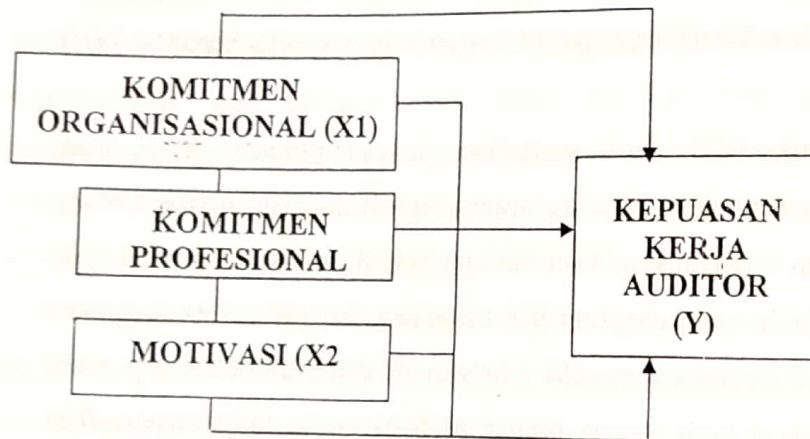 KOMITMEN
ORGANISASIONAL (X1)
KOMITMEN
PROFESIONAL
MOTIVASI (X2
KEPUASAN
KERJA
AUDITOR
(Y)